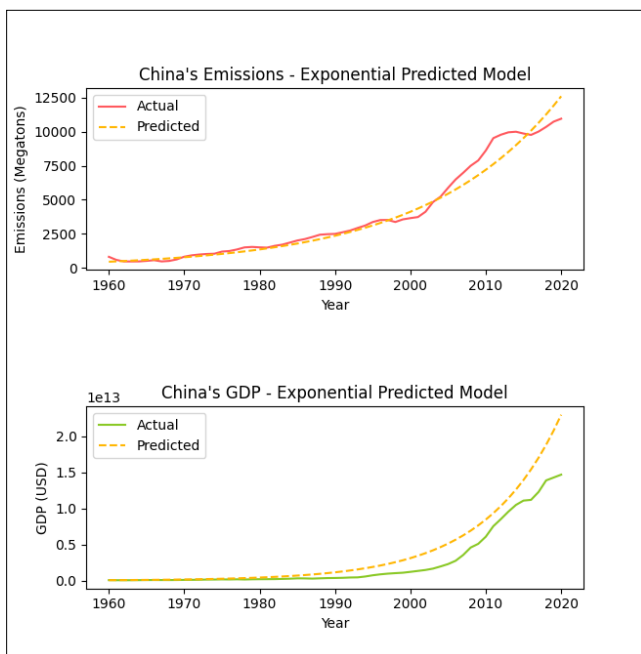 China's Emissions - Exponential Predicted Model
12500
10000
7500
5000
2500
0
Emissions (Megatons)
Actual
Predicted
1960 1970 1980 1990 2000 2010 2020
Year
China's GDP - Exponential Predicted Model
1e13
2.0
1.5
1.0
0.5
0.0
GDP (USD)
Actual
Predicted
1960 1970 1980 1990 2000 2010 2020
Year